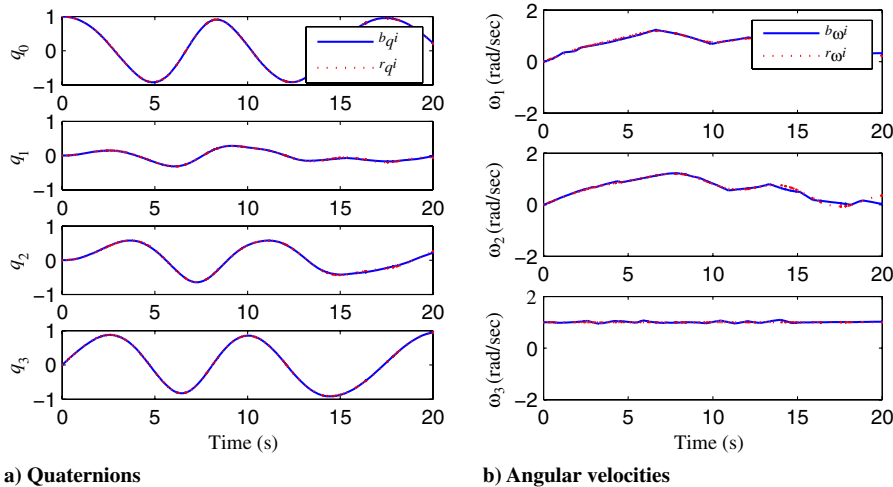 1
0
−1
q0
0 5 10 15 20
bqi
rqi
1
0
−1
q1
0 5 10 15 20
1
0
−1
q2
0 5 10 15 20
1
0
−1
q3
0 5 10 15 20
Time (s)
a) Quaternions
2
0
−2
ω1 (rad/sec)
0 5 10 15 20
bωi
rωi
2
0
−2
ω2 (rad/sec)
0 5 10 15 20
2
0
−2
ω3 (rad/sec)
0 5 10 15 20
Time (s)
b) Angular velocities